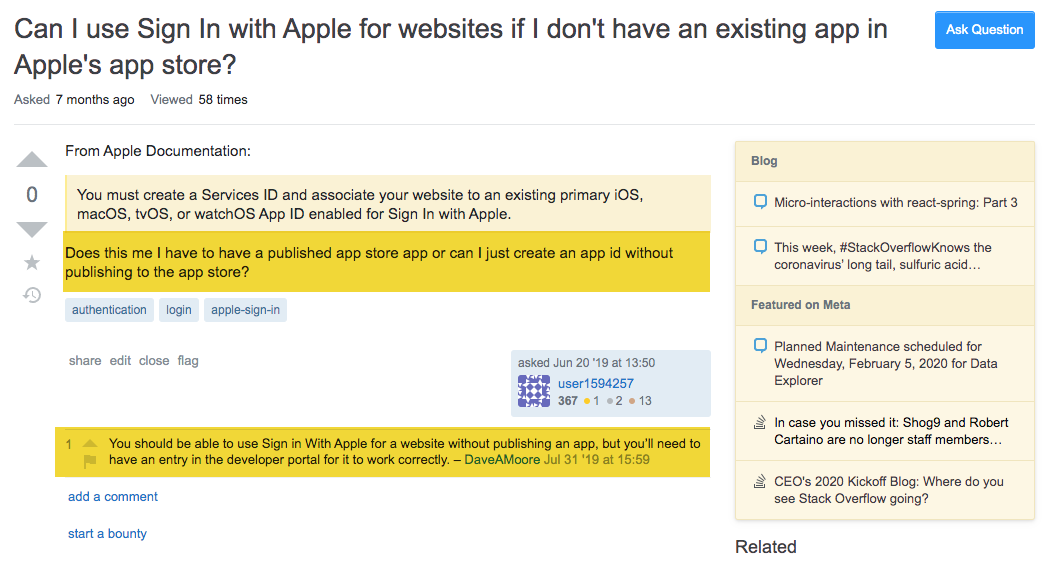 Can I use Sign In with Apple for websites if I don't have an existing app in
Apple's app store?
Ask Question
Asked 7 months ago Viewed 58 times
From Apple Documentation:
0
You must create a Services ID and associate your website to an existing primary iOS,
macOS, tvOS, or watchOS App ID enabled for Sign In with Apple.
Does this me I have to have a published app store app or can I just create an app id without
publishing to the app store?
authentication login apple-sign-in
share edit close flag
asked Jun 20 '19 at 13:50
user1594257
367 1 2 13
1 You should be able to use Sign in With Apple for a website without publishing an app, but you'll need to
have an entry in the developer portal for it to work correctly. – DaveAMoore Jul 31 '19 at 15:59
add a comment
start a bounty
Blog
Micro-interactions with react-spring: Part 3
This week, #StackOverflowKnows the
coronavirus' long tail, sulfuric acid…
Featured on Meta
Planned Maintenance scheduled for
Wednesday, February 5, 2020 for Data
Explorer
In case you missed it: Shog9 and Robert
Cartaino are no longer staff members…
CEO's 2020 Kickoff Blog: Where do you
see Stack Overflow going?
Related